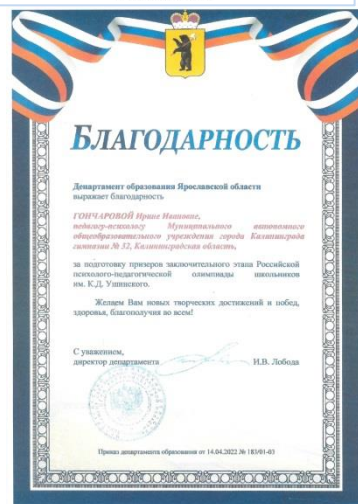 БЛАГОДАРНОСТЬ
Департамент образования Ярославской области
выражает благодарность
ГОНЧАРОВОЙ Ирине Ивановне,
педагогу-психологу Муниципального автономного
общеобразовательного учреждения города Калининграда
гимназии № 32, Калининградская область,
за подготовку призеров заключительного этапа Российской
психолого-педагогической олимпиады школьников
им. К.Д. Ушинского.
Желаем Вам новых творческих достижений и побед,
здоровья, благополучия во всем!
С уважением,
директор департамента И.В. Лобода
Приказ департамента образования от 14.04.2022 № 183/01-03